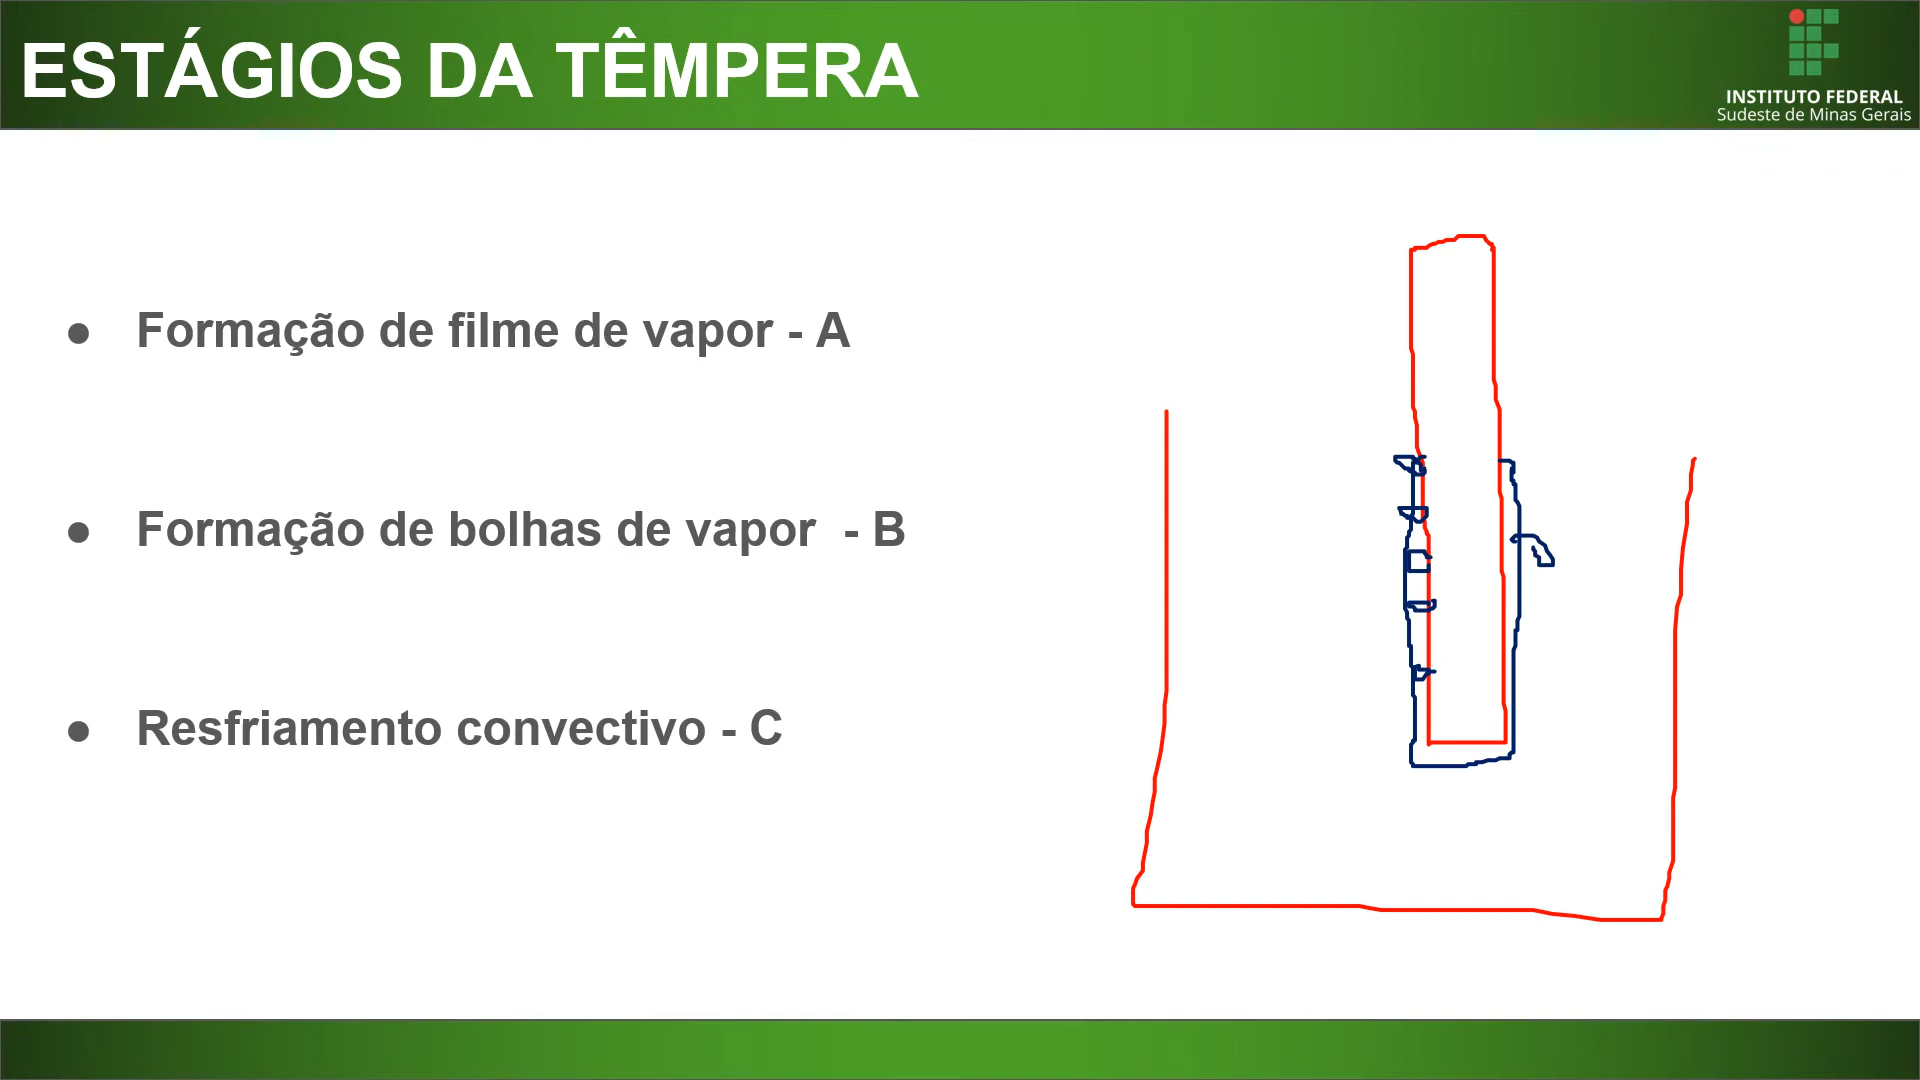 ESTÁGIOS DA TÊMPERA
INSTITUTO FEDERAL
Sudeste de Minas Gerais
● Formação de filme de vapor - A
● Formação de bolhas de vapor - B
● Resfriamento convectivo - C